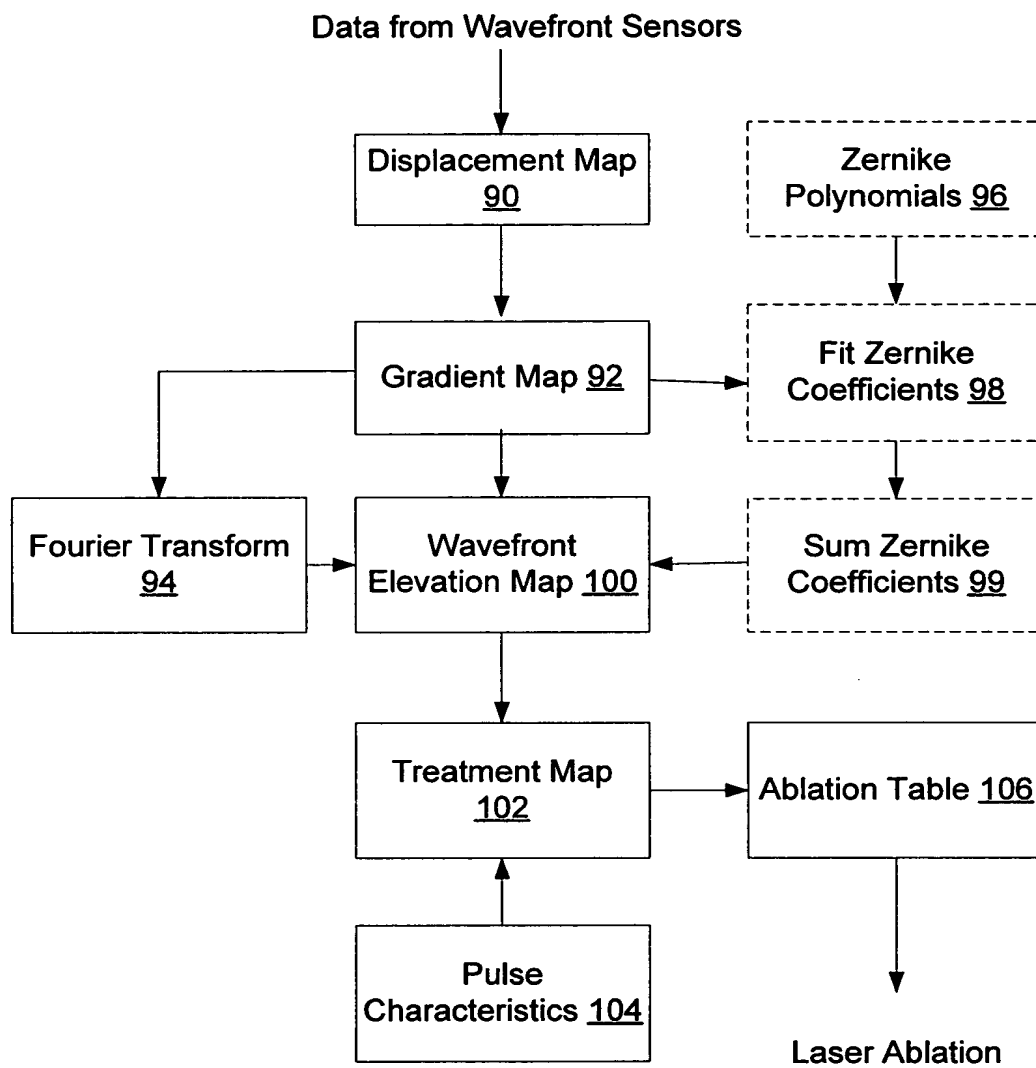 Data from Wavefront Sensors
Displacement Map
90
Zernike
Polynomials 96
Gradient Map 92
Fit Zernike
Coefficients 98
Fourier Transform
94
Wavefront
Elevation Map 100
Sum Zernike
Coefficients 99
Treatment Map
102
Ablation Table 106
Pulse
Characteristics 104
Laser Ablation